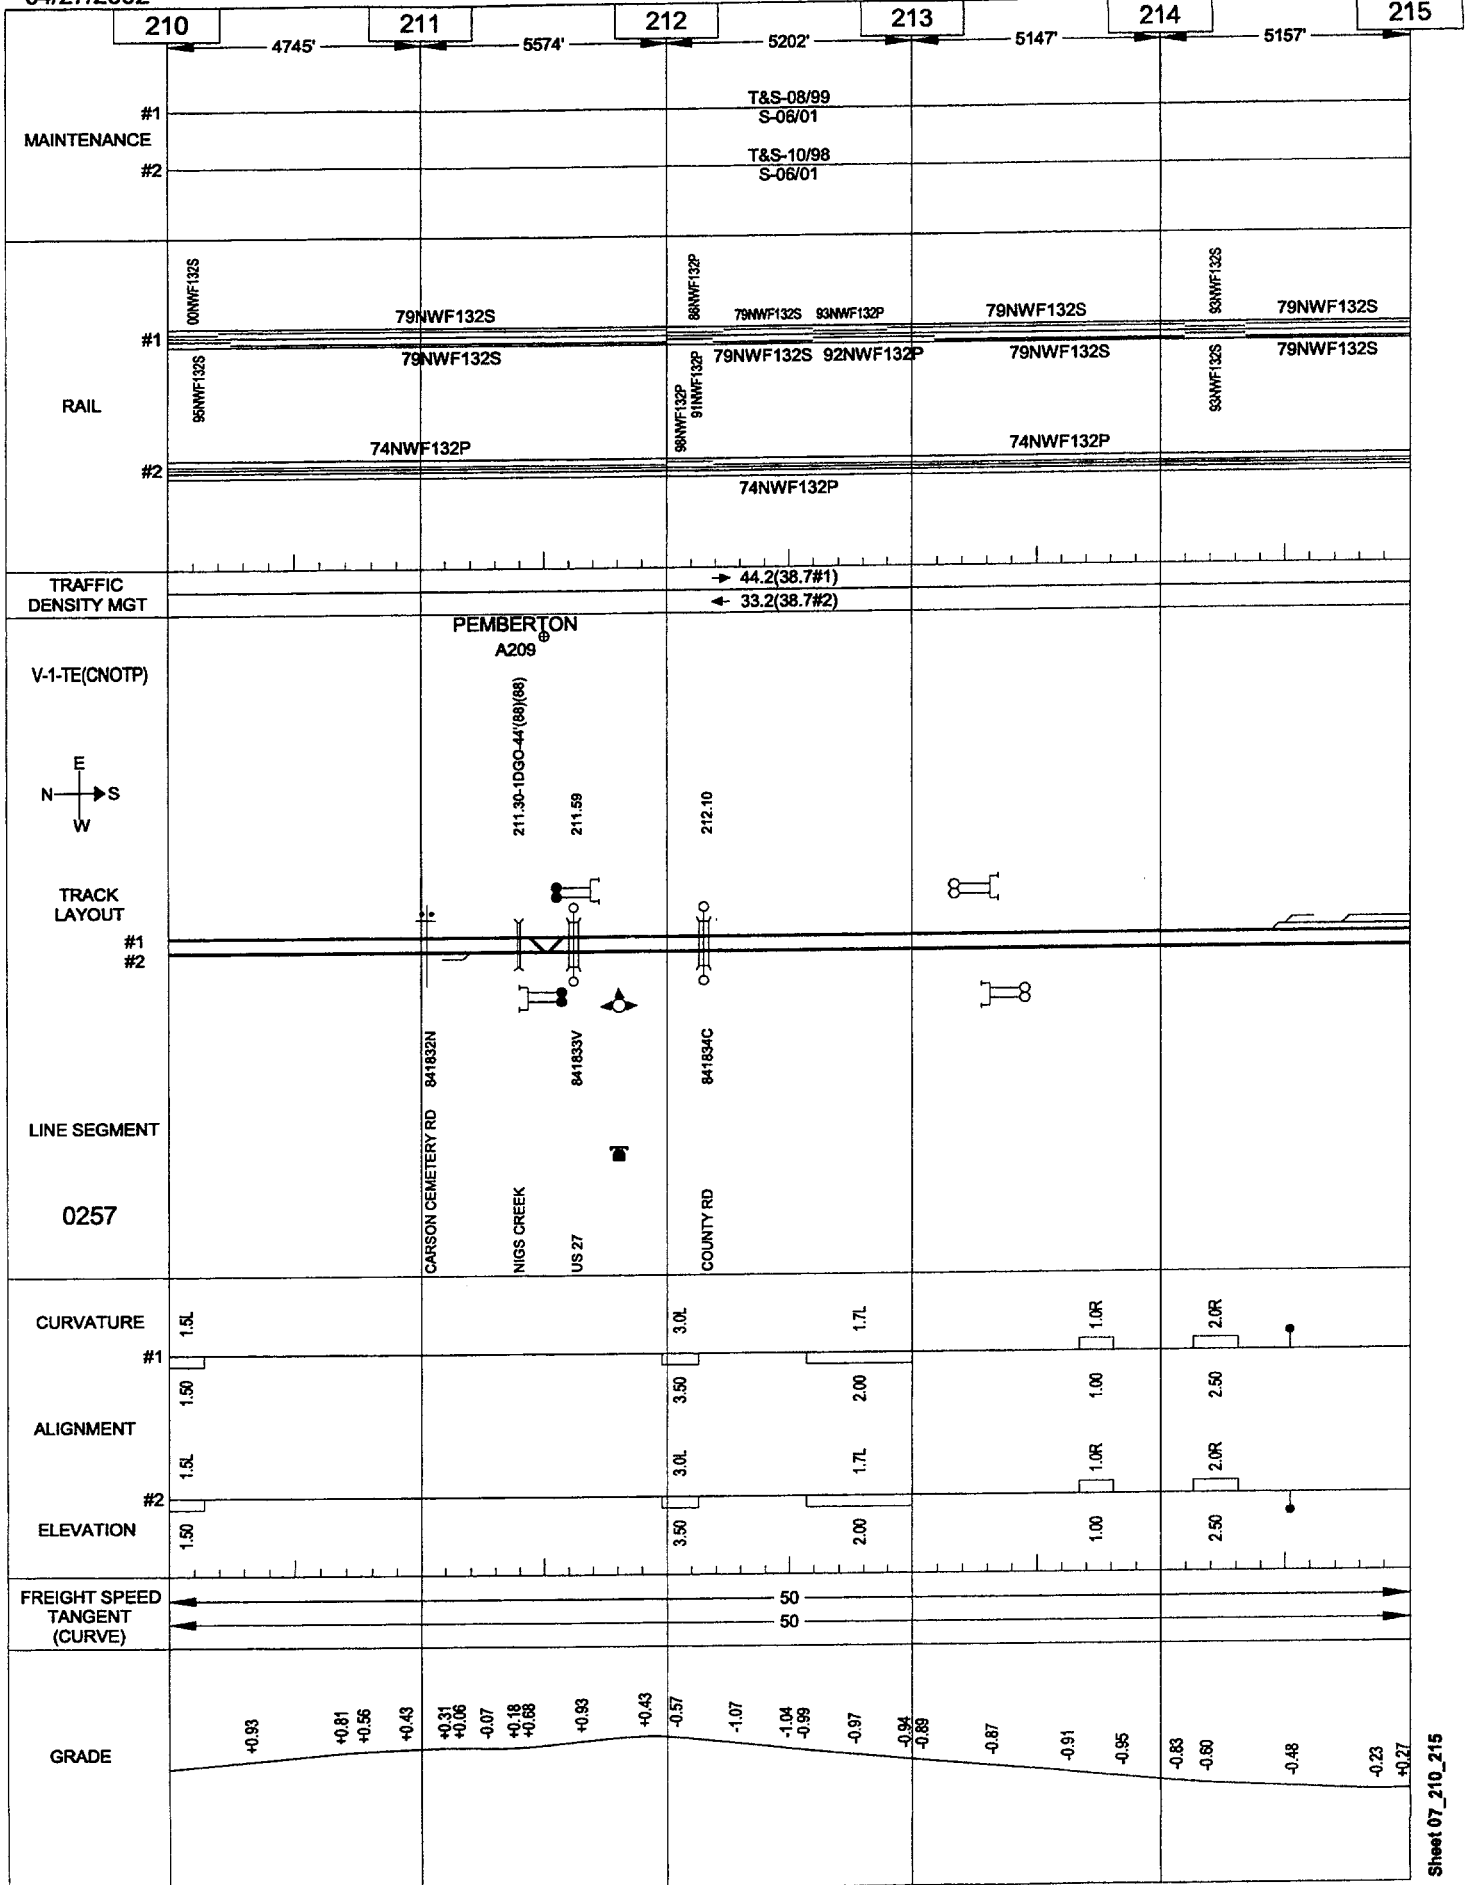 210 211 212 213 214 215
4745' 5574' 5202' 5147' 5157'
T&S-08/99
#1
S-06/01
MAINTENANCE
T&S-10/98
#2
S-06/01
00NWF132S 88NWF132P 93NWF132S
79NWF132S 79NWF132S 93NWF132P 79NWF132S 79NWF132S
#1
79NWF132S 79NWF132S 92NWF132P 79NWF132S 79NWF132S
95NWF132S 98NWF132P 91NWF132P 93NWF132S
RAIL
74NWF132P 74NWF132P
#2
74NWF132P
TRAFFIC
DENSITY MGT
44.2(38.7#1)
33.2(38.7#2)
PEMBERTON
A209
V-1-TE(CNOTP)
211.30-1DGO-44'(88)(88)
211.59
212.10
E
N S
W
TRACK
LAYOUT
#1
#2
841832N
841833V
841834C
LINE SEGMENT
0257
CARSON CEMETERY RD
NIGS CREEK
US 27
COUNTY RD
CURVATURE
1.5L 3.0L 1.7L 1.0R 2.0R
#1
1.50 3.50 2.00 1.00 2.50
ALIGNMENT
1.5L 3.0L 1.7L 1.0R 2.0R
#2
1.50 3.50 2.00 1.00 2.50
ELEVATION
FREIGHT SPEED
TANGENT
(CURVE)
50
50
GRADE
+0.93 +0.81 +0.56 +0.43 +0.31 +0.06 -0.07 +0.18 +0.68 +0.93 +0.43 -0.57 -1.07 -1.04 -0.99 -0.97 -0.94 -0.89 -0.87 -0.91 -0.95 -0.83 -0.60 -0.48 -0.23 +0.27
Sheet 07_210_215